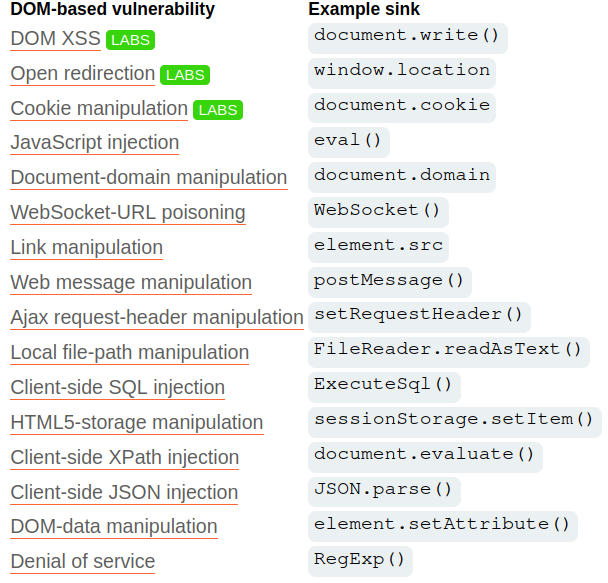 DOM-based vulnerability Example sink
DOM XSS LABS document.write()
Open redirection LABS window.location
Cookie manipulation LABS document.cookie
JavaScript injection eval()
Document-domain manipulation document.domain
WebSocket-URL poisoning WebSocket()
Link manipulation element.src
Web message manipulation postMessage()
Ajax request-header manipulation setRequestHeader()
Local file-path manipulation FileReader.readAsText()
Client-side SQL injection ExecuteSql()
HTML5-storage manipulation sessionStorage.setItem()
Client-side XPath injection document.evaluate()
Client-side JSON injection JSON.parse()
DOM-data manipulation element.setAttribute()
Denial of service RegExp()